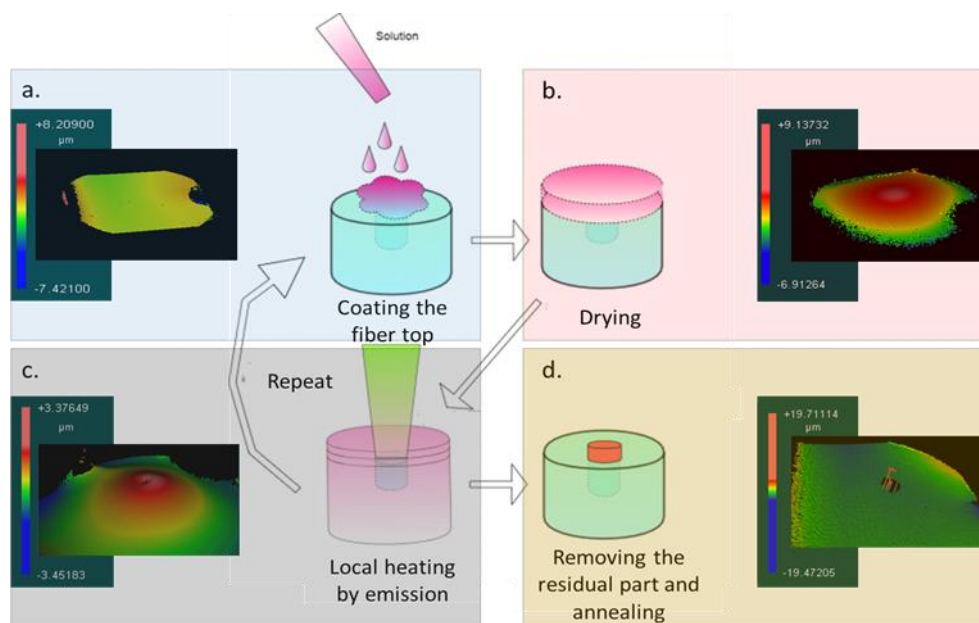 Solution
a.
+8.20900
μm
-7.42100
Coating the
fiber top
b.
+9.13732
μm
-6.91264
Drying
c.
+3.37649
μm
-3.45183
Repeat
Local heating
by emission
d.
+19.71114
μm
-19.47205
Removing the
residual part and
annealing